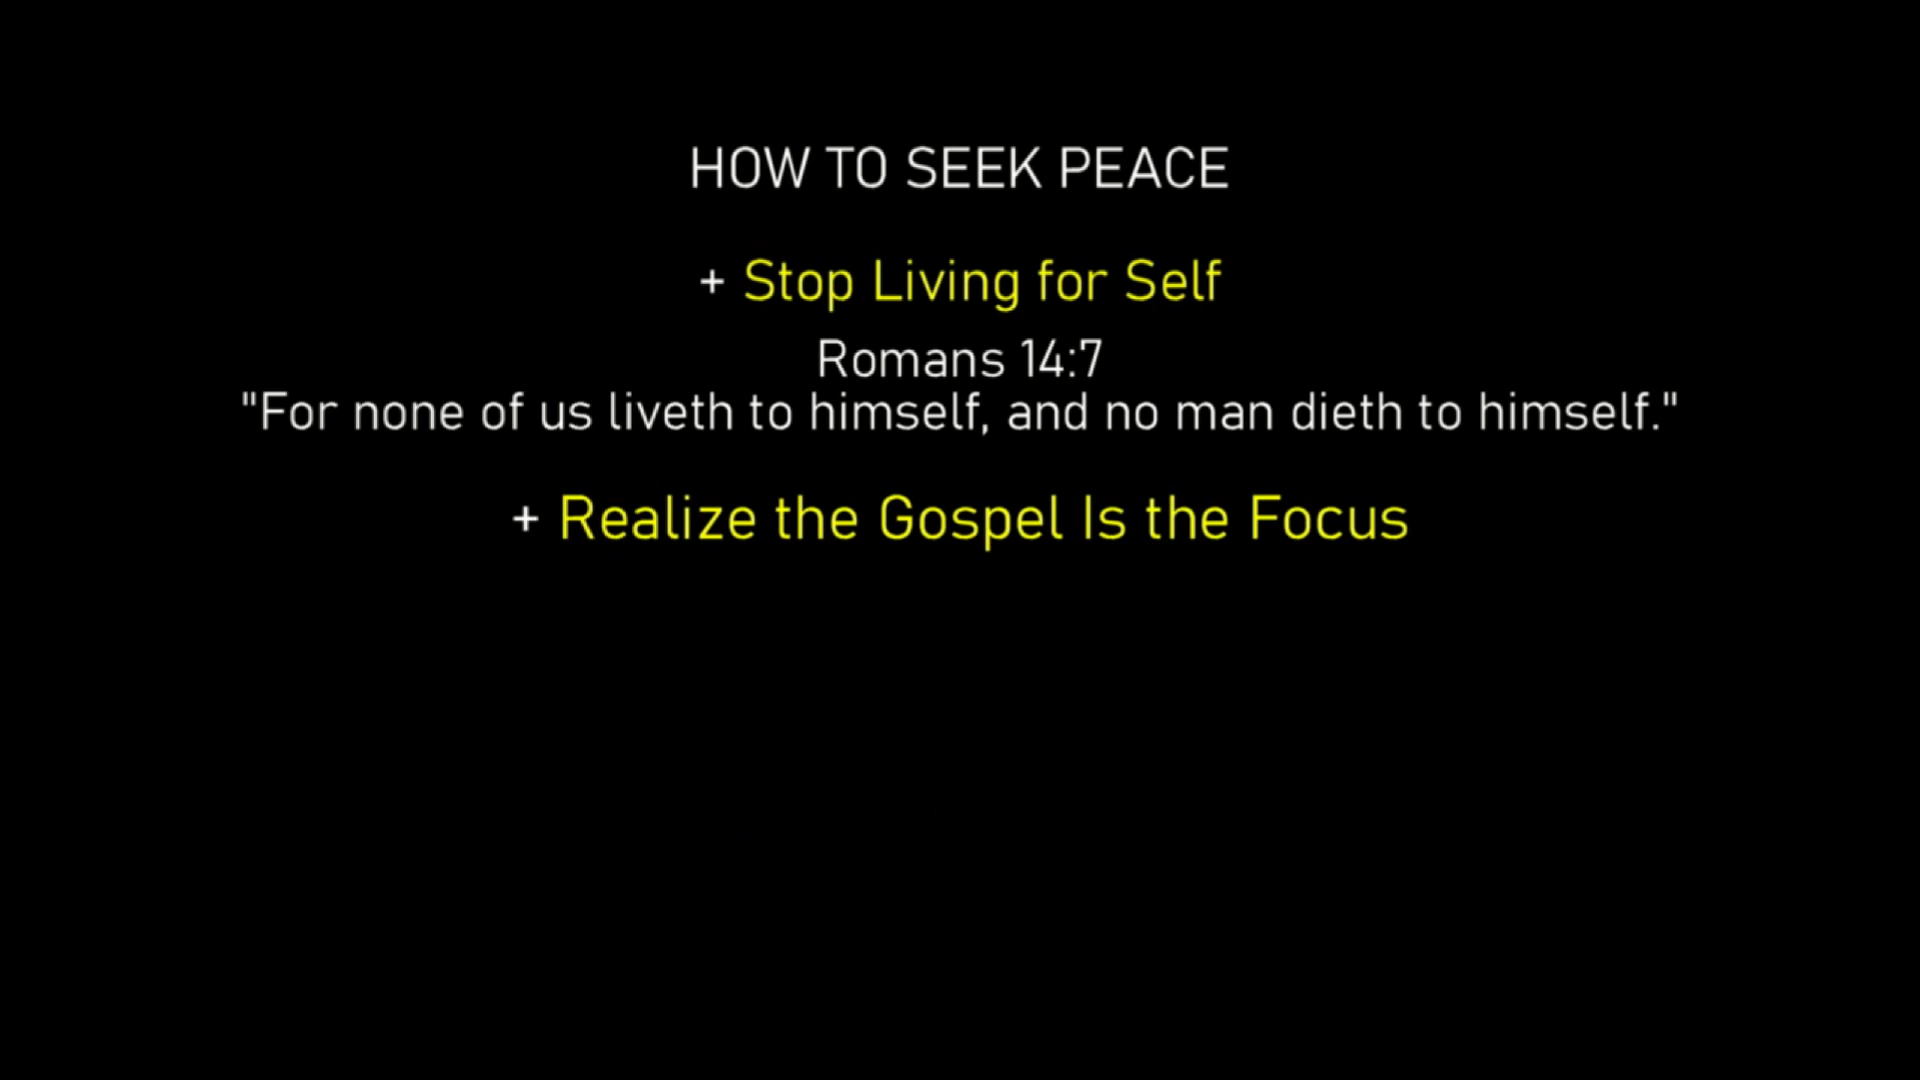 HOW TO SEEK PEACE
+ Stop Living for Self
Romans 14:7
"For none of us liveth to himself, and no man dieth to himself."
+ Realize the Gospel Is the Focus